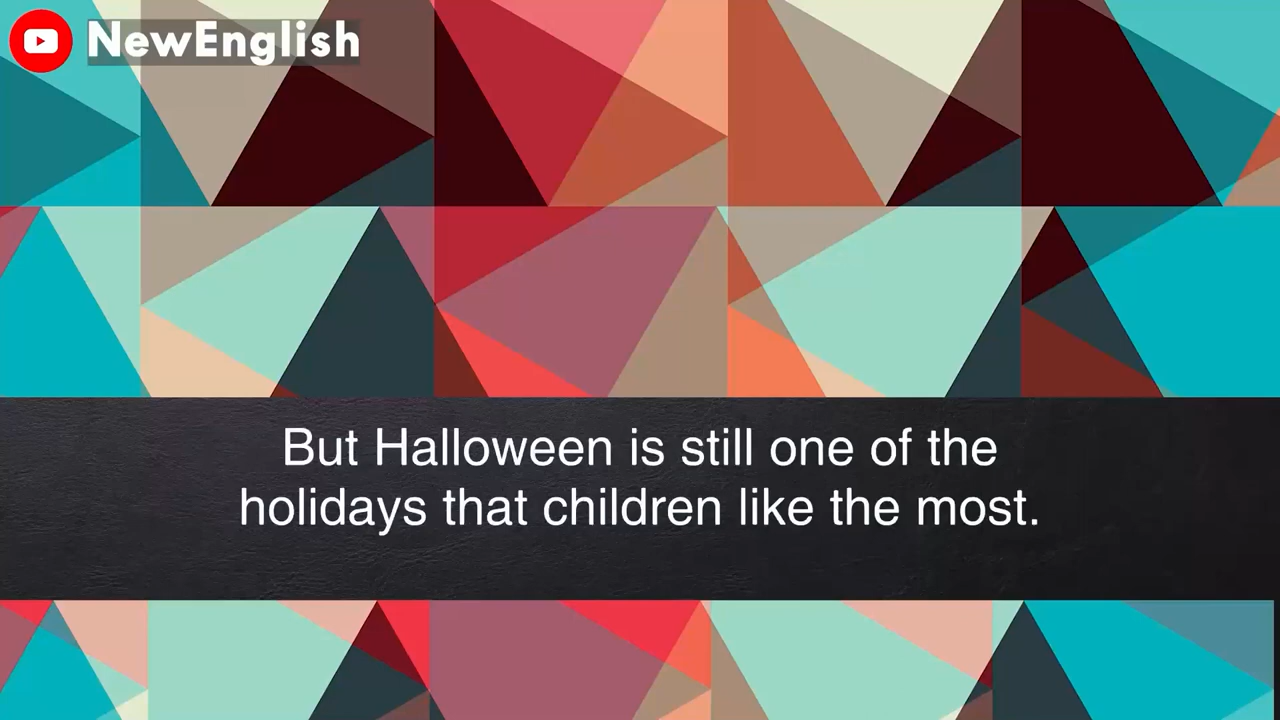 NewEnglish
But Halloween is still one of the
holidays that children like the most.